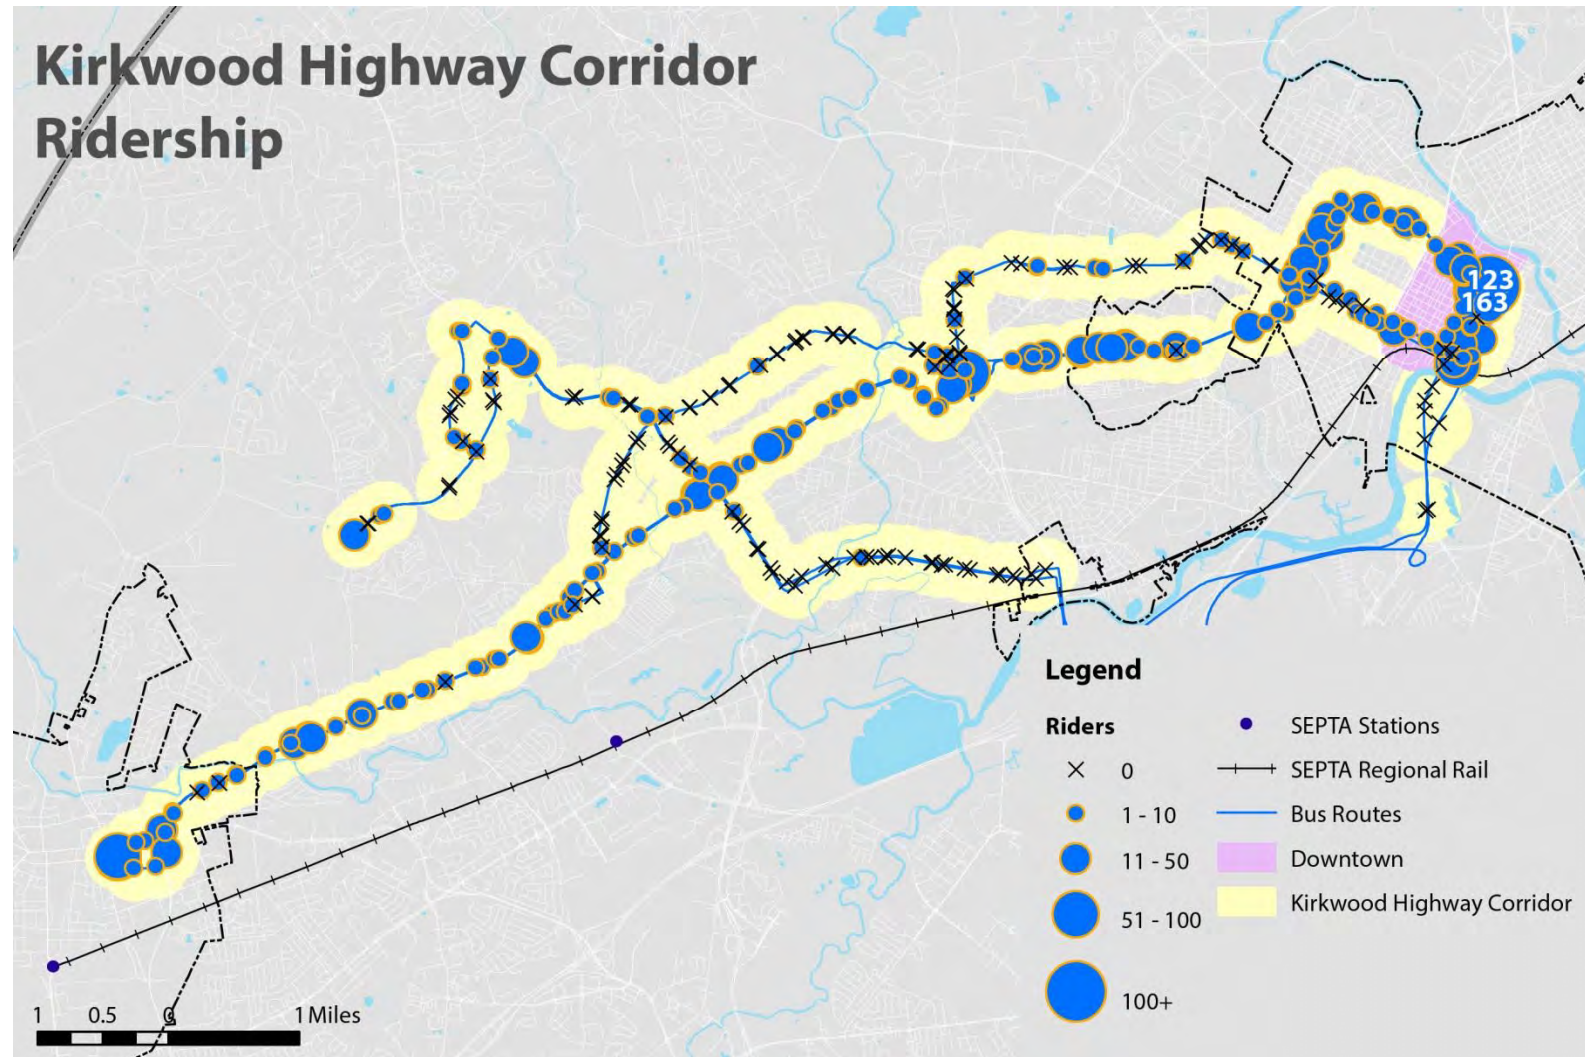 Kirkwood Highway Corridor
Ridership
123
163
Legend
Riders
0
1 - 10
11 - 50
51 - 100
100+
SEPTA Stations
SEPTA Regional Rail
Bus Routes
Downtown
Kirkwood Highway Corridor
1 0.5 0 1 Miles